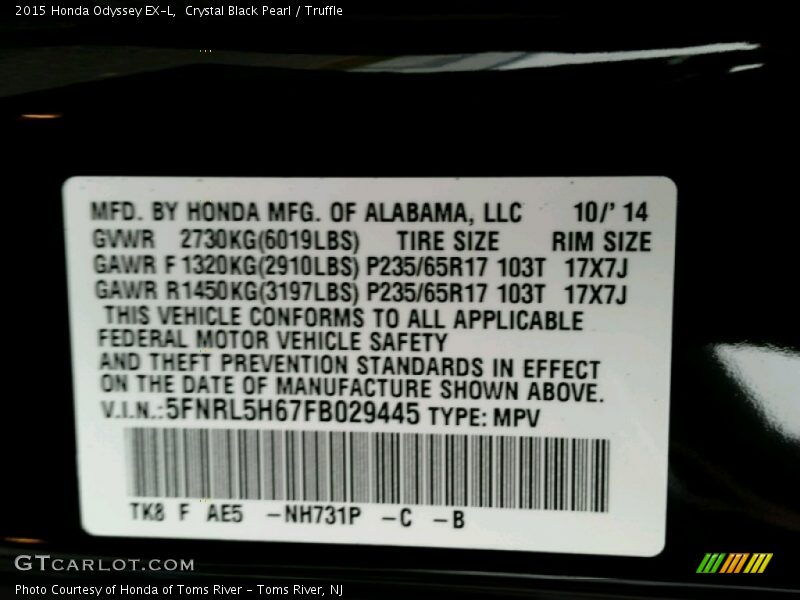 2015 Honda Odyssey EX-L,  Crystal Black Pearl / Truffle
MFD. BY HONDA MFG. OF ALABAMA, LLC 10/' 14
GVWR 2730KG(6019LBS) TIRE SIZE RIM SIZE
GAWR F 1320KG(2910LBS) P235/65R17 103T 17X7J
GAWR R1450KG(3197LBS) P235/65R17 103T 17X7J
THIS VEHICLE CONFORMS TO ALL APPLICABLE
FEDERAL MOTOR VEHICLE SAFETY
AND THEFT PREVENTION STANDARDS IN EFFECT
ON THE DATE OF MANUFACTURE SHOWN ABOVE.
V.I.N.:5FNRL5H67FB029445 TYPE: MPV
TK8 F AE5 -NH731P -C -B
GTCARLOT.COM
Photo Courtesy of Honda of Toms River - Toms River, NJ